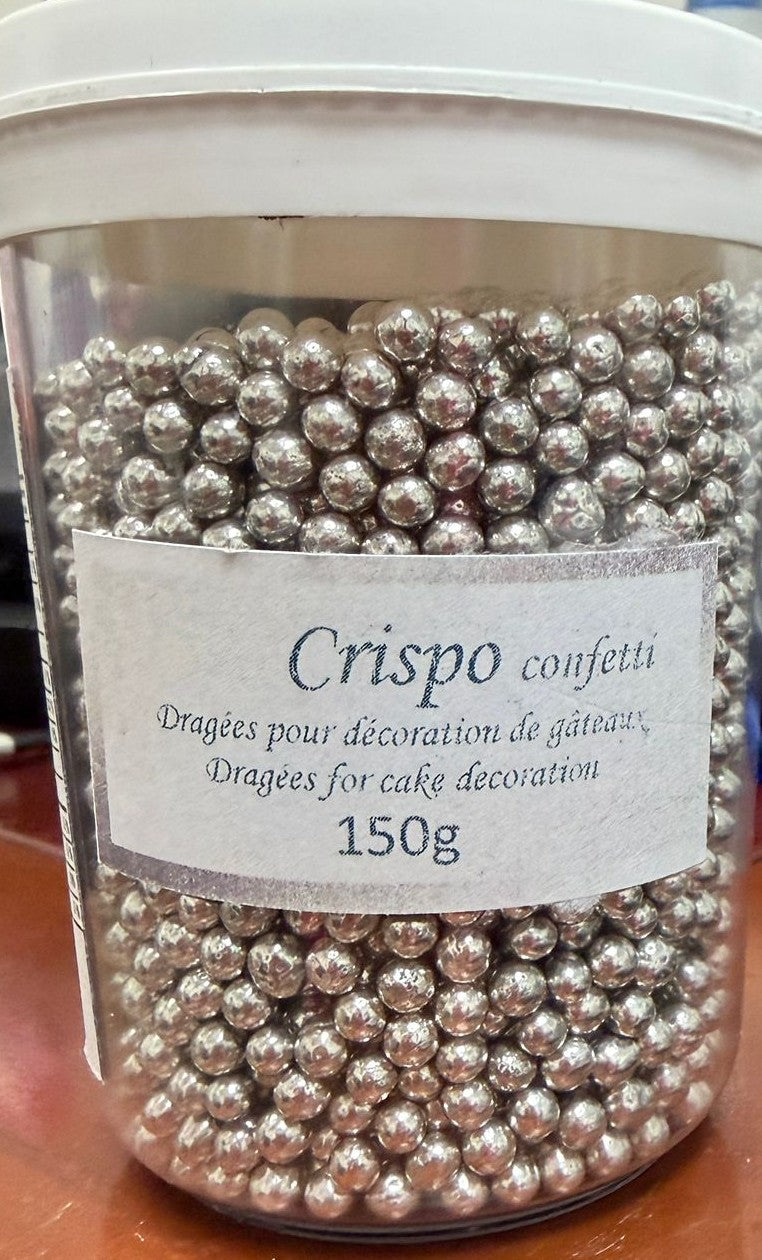 Crispo confetti
Dragées pour décoration de gâteaux
Dragées for cake decoration
150g